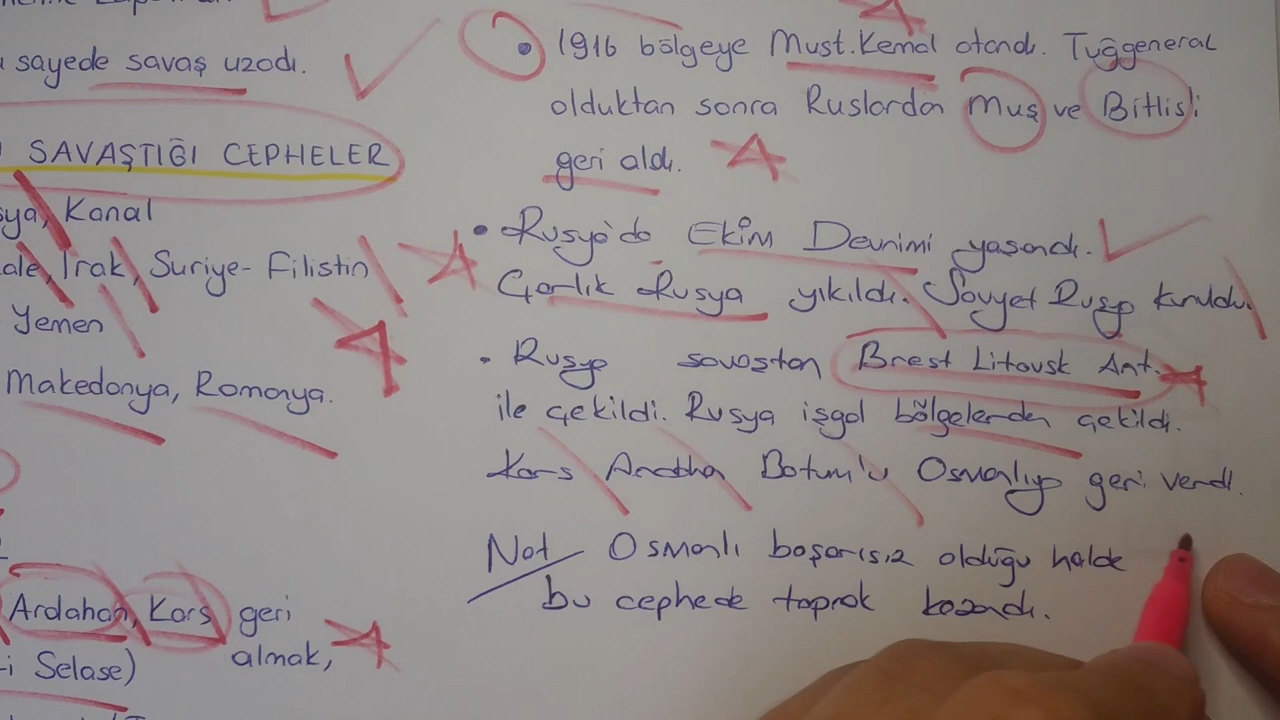 sayede savaş uzadı.
SAVAŞTIĞI CEPHELER
sya, Kanal
ale, Irak, Suriye- Filistin
Yemen
Makedonya, Romanya.
Ardahan, Kars geri
almak,
-i Selase)
• 1916 bölgeye Must.Kemal atandı. Tuğgeneral
olduktan sonra Ruslardan Muş ve Bitlis'i
geri aldı.
• Rusya'da Ekim Devrimi yaşandı.
Çarlık Rusya yıkıldı. Sovyet Rusya kuruldu.
• Rusya savaştan Brest Litovsk Ant.
ile çekildi. Rusya işgal bölgelerden çekildi.
Kars Ardahan Batum'u Osmanlıya geri verdi.
Not Osmanlı başarısız olduğu halde
bu cephede toprak kazandı.